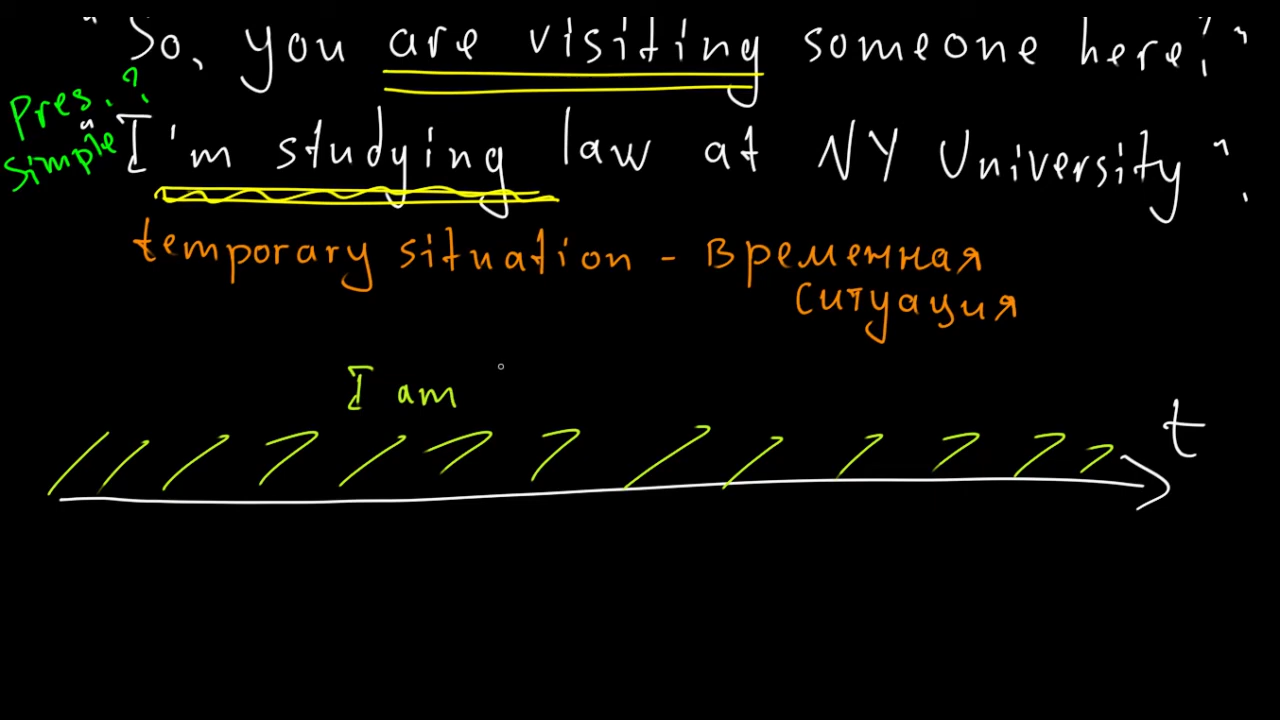 "So, you are visiting someone here?"
Pres. ?
simple
"I'm studying law at NY University".
temporary situation - временная
ситуация
I am
t